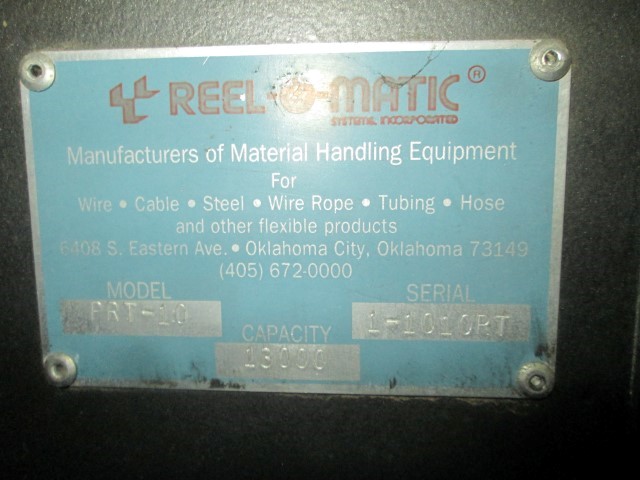 REEL-O-MATIC®
SYSTEMS, INCORPORATED
Manufacturers of Material Handling Equipment
For
Wire • Cable • Steel • Wire Rope • Tubing • Hose
and other flexible products
6408 S. Eastern Ave. • Oklahoma City, Oklahoma 73149
(405) 672-0000
MODEL
PRT-10
SERIAL
1-1010RT
CAPACITY
13000